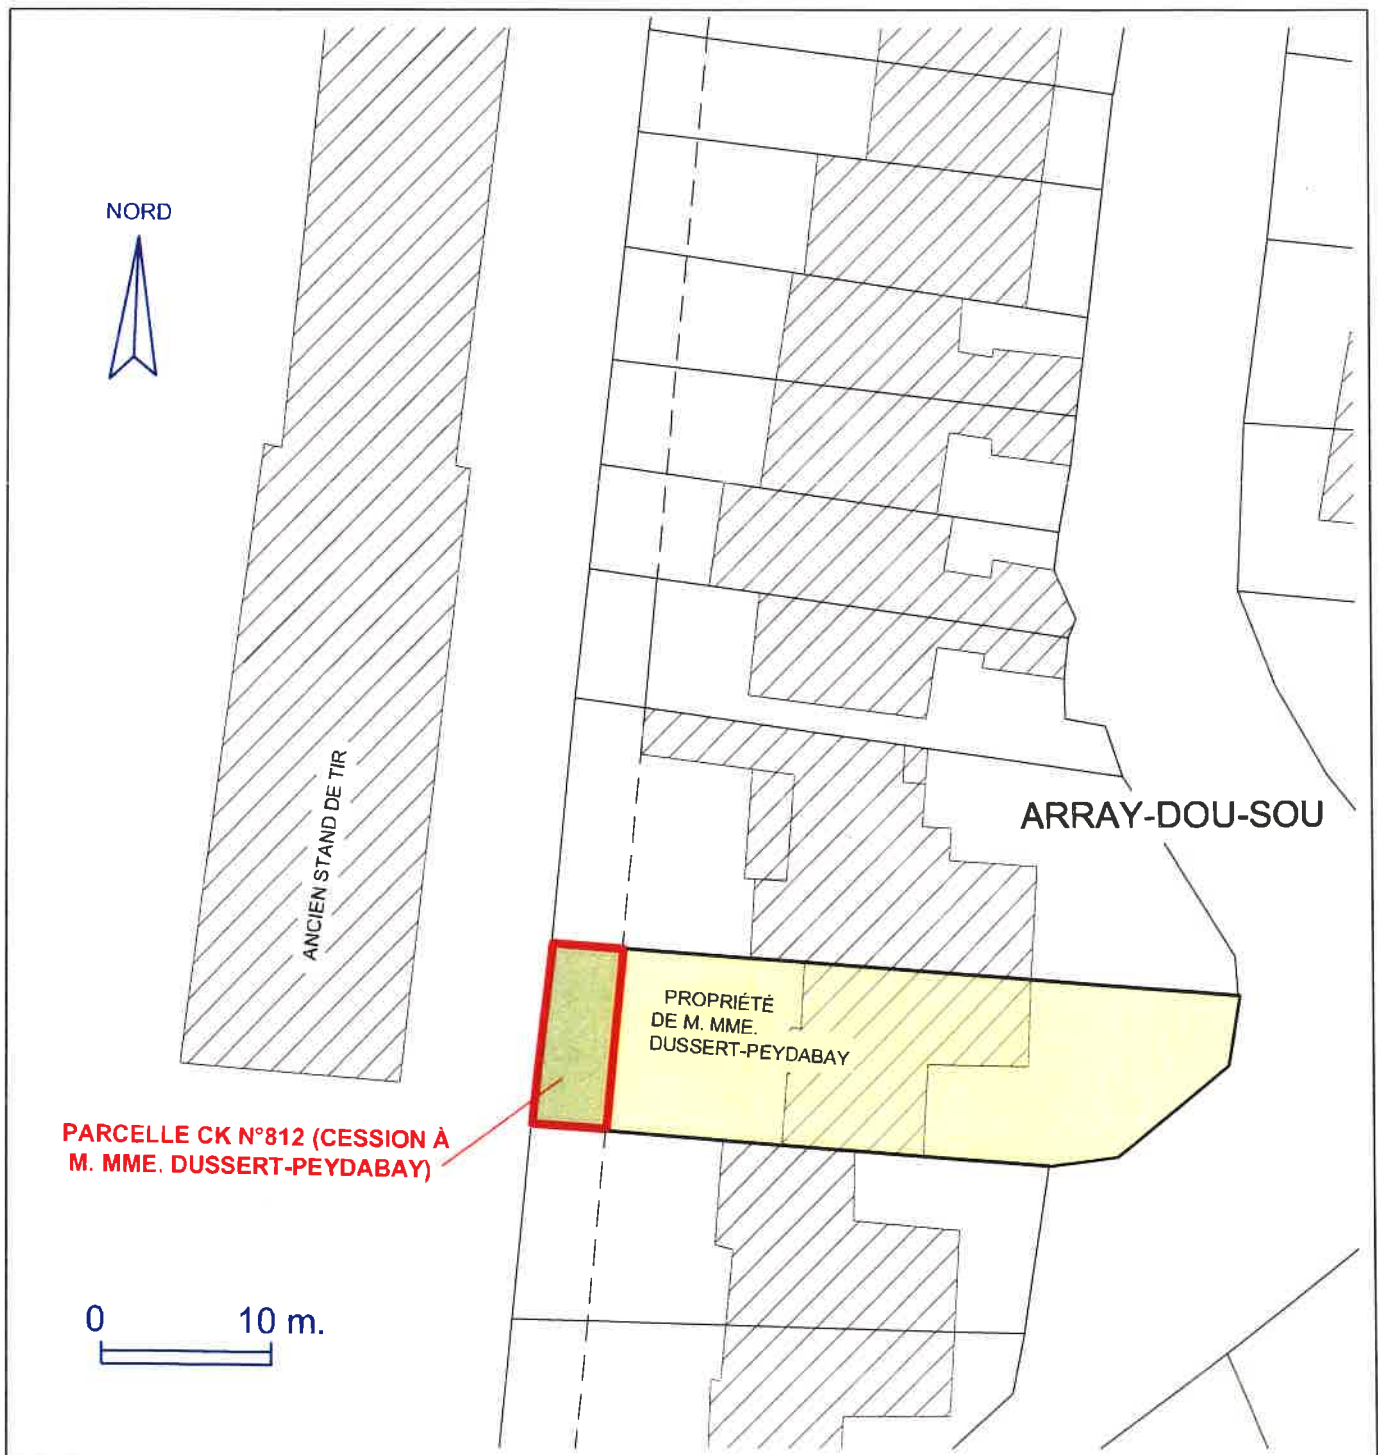 NORD
ANCIEN STAND DE TIR
ARRAY-DOU-SOU
PROPRIÉTÉ
DE M. MME.
DUSSERT-PEYDABAY
PARCELLE CK N°812 (CESSION À
M. MME. DUSSERT-PEYDABAY)
0 10 m.